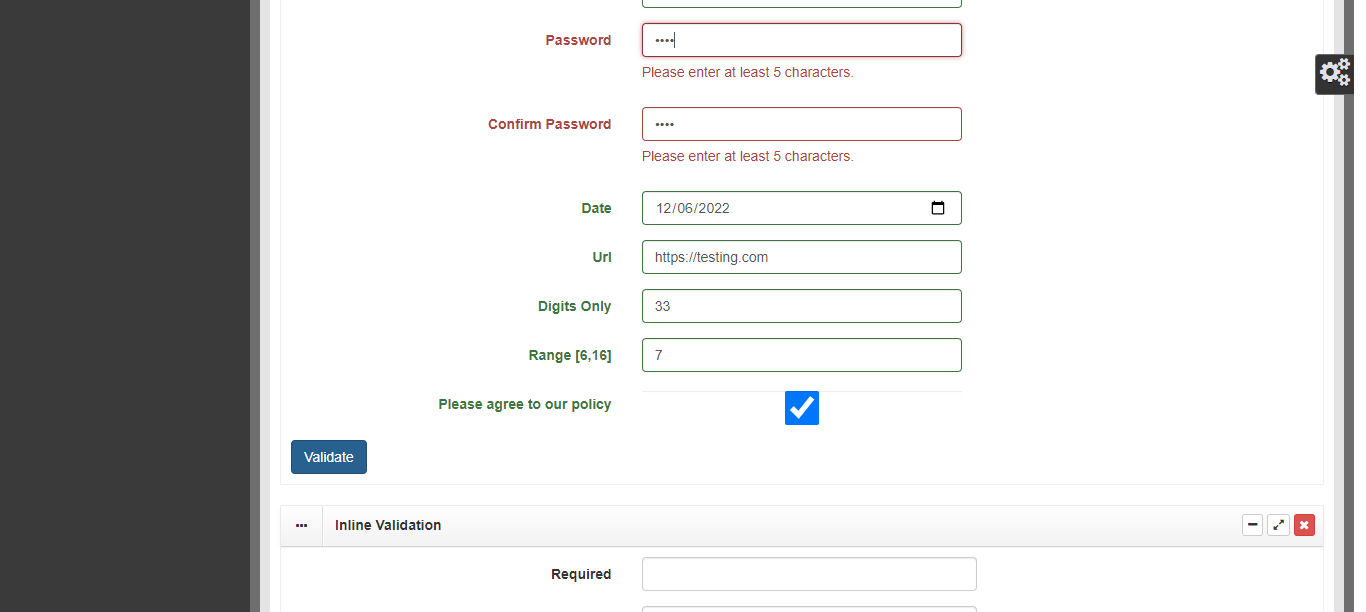 Password
••••
Please enter at least 5 characters.
Confirm Password
••••
Please enter at least 5 characters.
Date
12/06/2022
Url
https://testing.com
Digits Only
33
Range [6,16]
7
Please agree to our policy
Validate
Inline Validation
Required